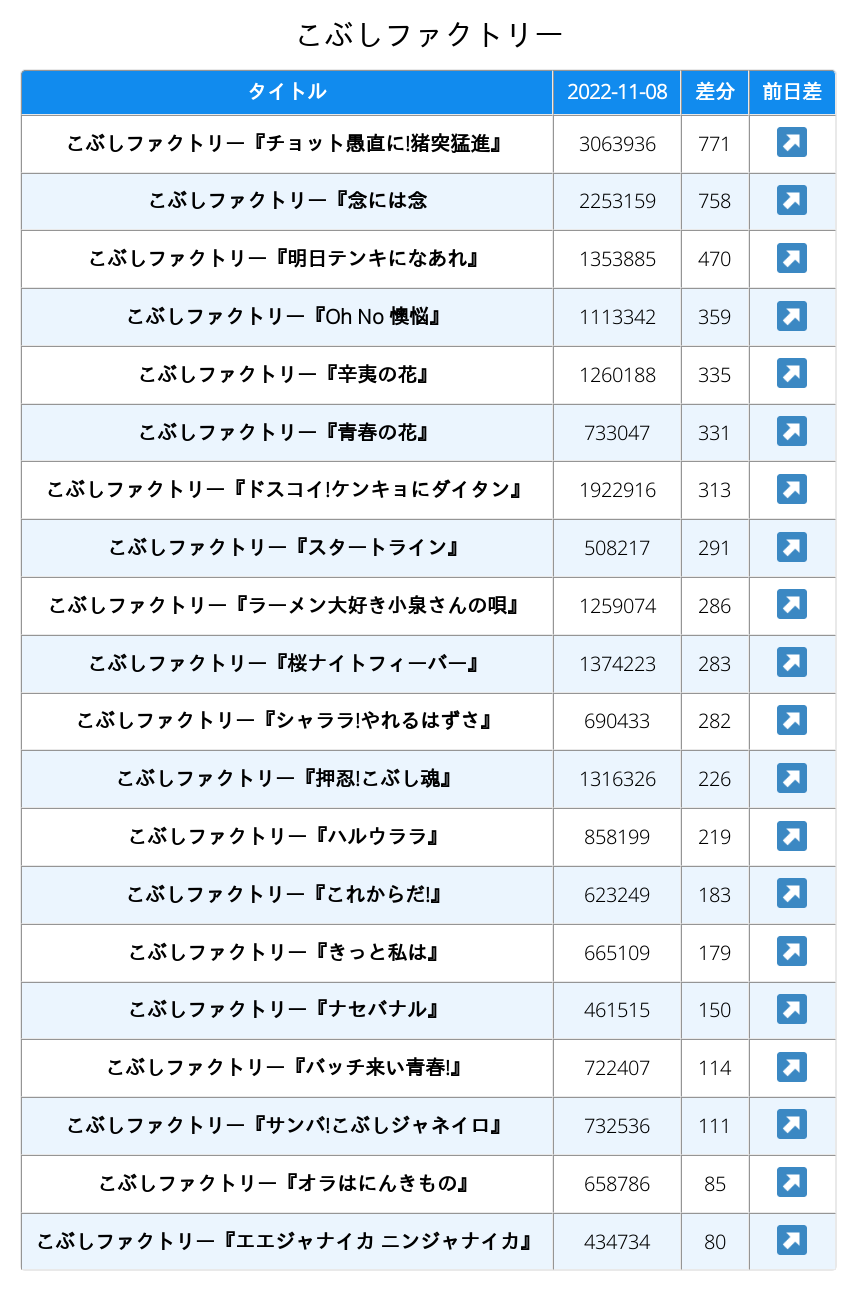 こぶしファクトリー
タイトル 2022-11-08 差分 前日差
こぶしファクトリー『チョット愚直に!猪突猛進』 3063936 771
こぶしファクトリー『念には念 2253159 758
こぶしファクトリー『明日テンキになあれ』 1353885 470
こぶしファクトリー『Oh No 懊悩』 1113342 359
こぶしファクトリー『辛夷の花』 1260188 335
こぶしファクトリー『青春の花』 733047 331
こぶしファクトリー『ドスコイ!ケンキョにダイタン』 1922916 313
こぶしファクトリー『スタートライン』 508217 291
こぶしファクトリー『ラーメン大好き小泉さんの唄』 1259074 286
こぶしファクトリー『桜ナイトフィーバー』 1374223 283
こぶしファクトリー『シャララ!やれるはずさ』 690433 282
こぶしファクトリー『押忍!こぶし魂』 1316326 226
こぶしファクトリー『ハルウララ』 858199 219
こぶしファクトリー『これからだ!』 623249 183
こぶしファクトリー『きっと私は』 665109 179
こぶしファクトリー『ナセバナル』 461515 150
こぶしファクトリー『バッチ来い青春!』 722407 114
こぶしファクトリー『サンバ!こぶしジャネイロ』 732536 111
こぶしファクトリー『オラはにんきもの』 658786 85
こぶしファクトリー『エエジャナイカ ニンジャナイカ』 434734 80